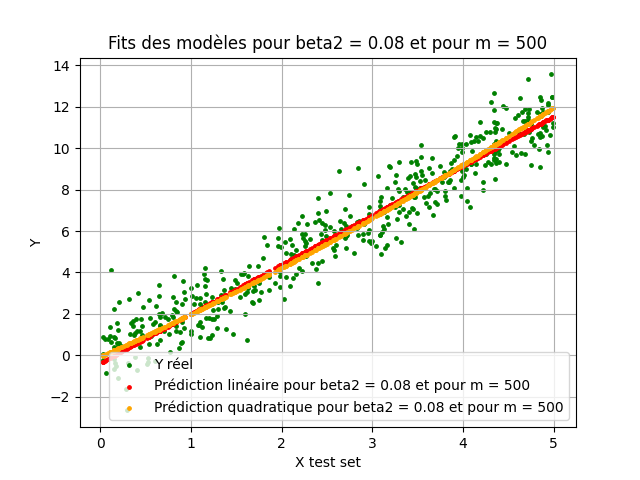 Fits des modèles pour beta2 = 0.08 et pour m = 500
14
12
10
8
6
4
2
0
−2
Y
Y réel
Prédiction linéaire pour beta2 = 0.08 et pour m = 500
Prédiction quadratique pour beta2 = 0.08 et pour m = 500
0 1 2 3 4 5
X test set